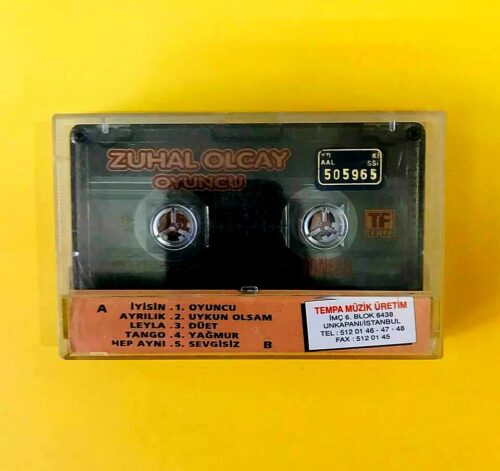 ZUHAL OLCAY
OYUNCU
505965
TF
A İYİSİN . 1. OYUNCU
AYRILIK . 2. UYKUN OLSAM
LEYLA . 3. DÜET
TANGO . 4. YAĞMUR
HEP AYNI . 5. SEVGİSİZ B
TEMPA MÜZİK ÜRETİM
İMÇ 6. BLOK 6438
UNKAPANI/İSTANBUL
TEL : 512 01 46 - 47 - 48
FAX : 512 01 45